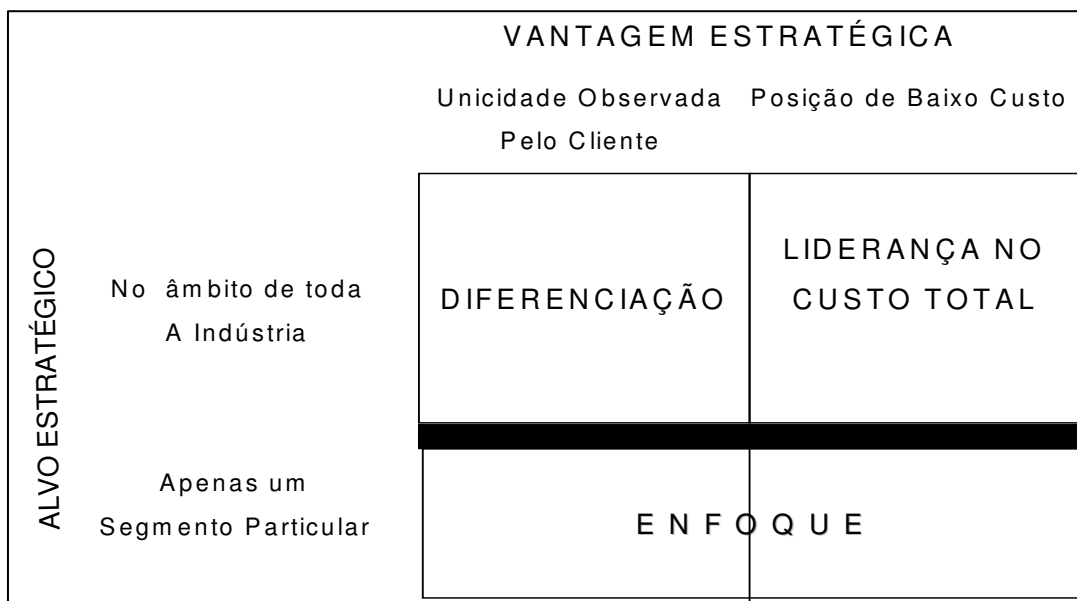 VANTAGEM ESTRATÉGICA
Unicidade Observada
Pelo Cliente
Posição de Baixo Custo
ALVO ESTRATÉGICO
No âmbito de toda
A Indústria
DIFERENCIAÇÃO
LIDERANÇA NO
CUSTO TOTAL
Apenas um
Segmento Particular
ENFOQUE